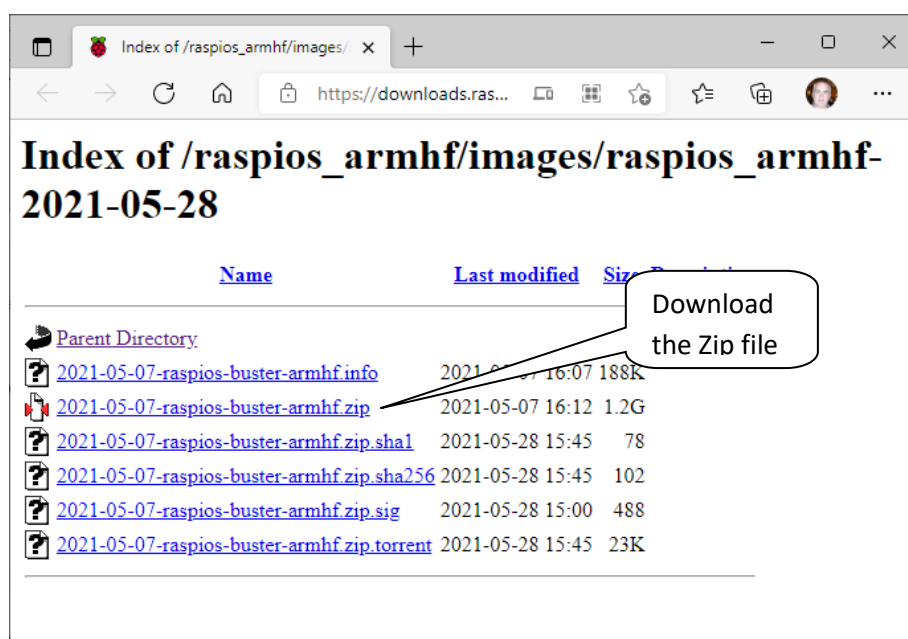 Index of /raspios_armhf/images/
https://downloads.ras...
Index of /raspios_armhf/images/raspios_armhf-
2021-05-28
Name Last modified Size
Download
the Zip file
Parent Directory
2021-05-07-raspios-buster-armhf.info 2021-05-07 16:07 188K
2021-05-07-raspios-buster-armhf.zip 2021-05-07 16:12 1.2G
2021-05-07-raspios-buster-armhf.zip.sha1 2021-05-28 15:45 78
2021-05-07-raspios-buster-armhf.zip.sha256 2021-05-28 15:45 102
2021-05-07-raspios-buster-armhf.zip.sig 2021-05-28 15:00 488
2021-05-07-raspios-buster-armhf.zip.torrent 2021-05-28 15:45 23K